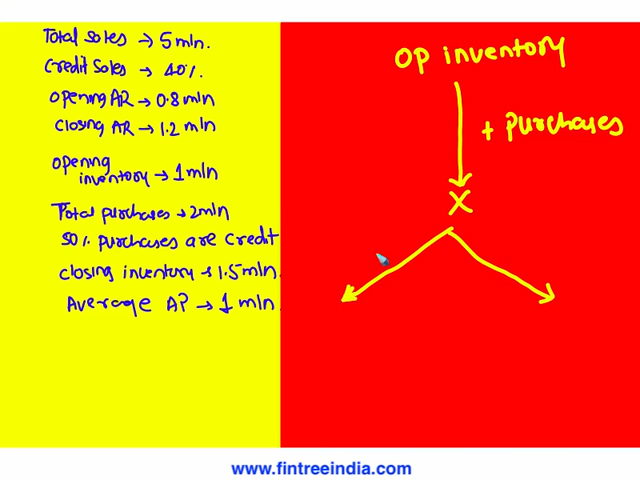 Total sales → 5 mln.
Credit Sales → 40%.
Opening AR → 0.8 mln
Closing AR → 1.2 mln
Opening
inventory → 1 mln
Total purchases → 2 mln
50% purchases are credit
closing inventory → 1.5 mln.
Average AP → 1 mln.
OP inventory
+ Purchases
X
www.fintreeindia.com